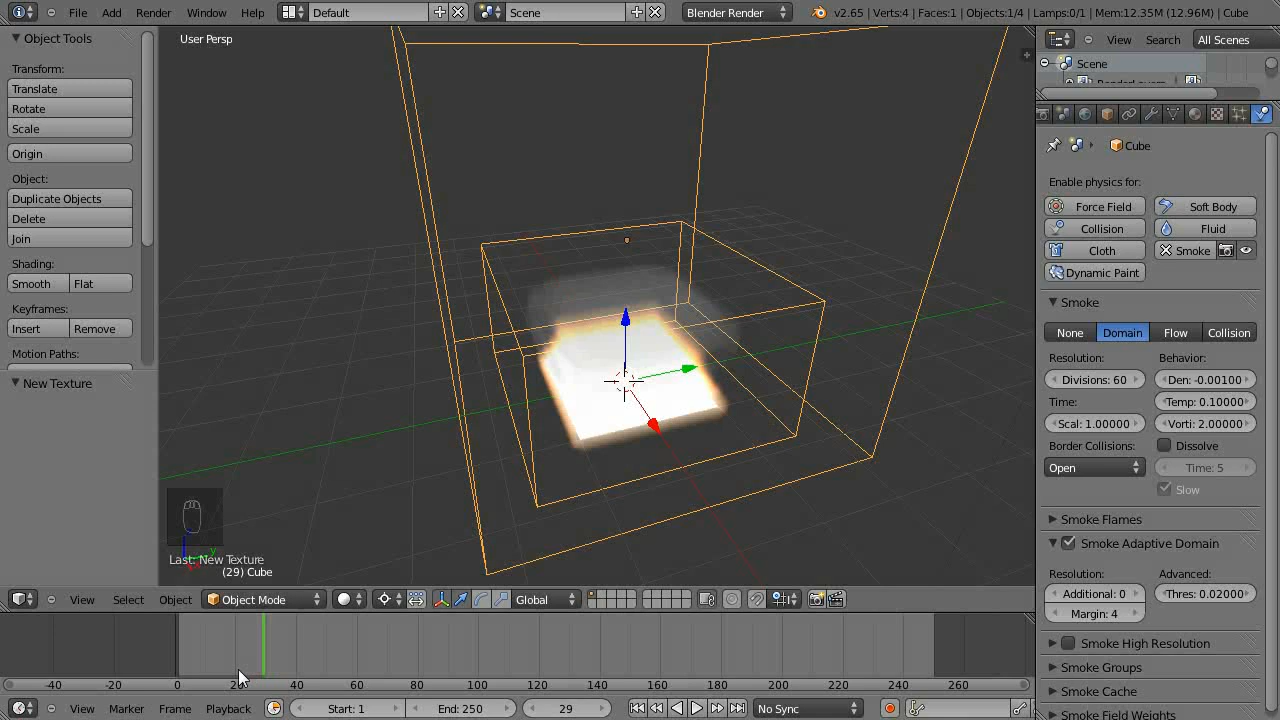 File Add Render Window Help Default Scene Blender Render v2.65 | Verts:4 | Faces:1 | Objects:1/4 | Lamps:0/1 | Mem:12.35M (12.96M) | Cube
Object Tools
Transform:
Translate
Rotate
Scale
Origin
Object:
Duplicate Objects
Delete
Join
Shading:
Smooth Flat
Keyframes:
Insert Remove
Motion Paths:
New Texture
User Persp
y
Last: New Texture
(29) Cube
View Select Object Object Mode Global
-40 -20 0 20 40 60 80 100 120 140 160 180 200 220 240 260
View Marker Frame Playback Start: 1 End: 250 29 No Sync
View Search All Scenes
Scene
Cube
Enable physics for:
Force Field Soft Body
Collision Fluid
Cloth Smoke
Dynamic Paint
Smoke
None Domain Flow Collision
Resolution: Behavior:
Divisions: 60 Den: -0.00100
Time: Temp: 0.10000
Scal: 1.00000 Vorti: 2.00000
Border Collisions: Dissolve
Open Time: 5
Slow
Smoke Flames
Smoke Adaptive Domain
Resolution: Advanced:
Additional: 0 Thres: 0.02000
Margin: 4
Smoke High Resolution
Smoke Groups
Smoke Cache
Smoke Field Weights